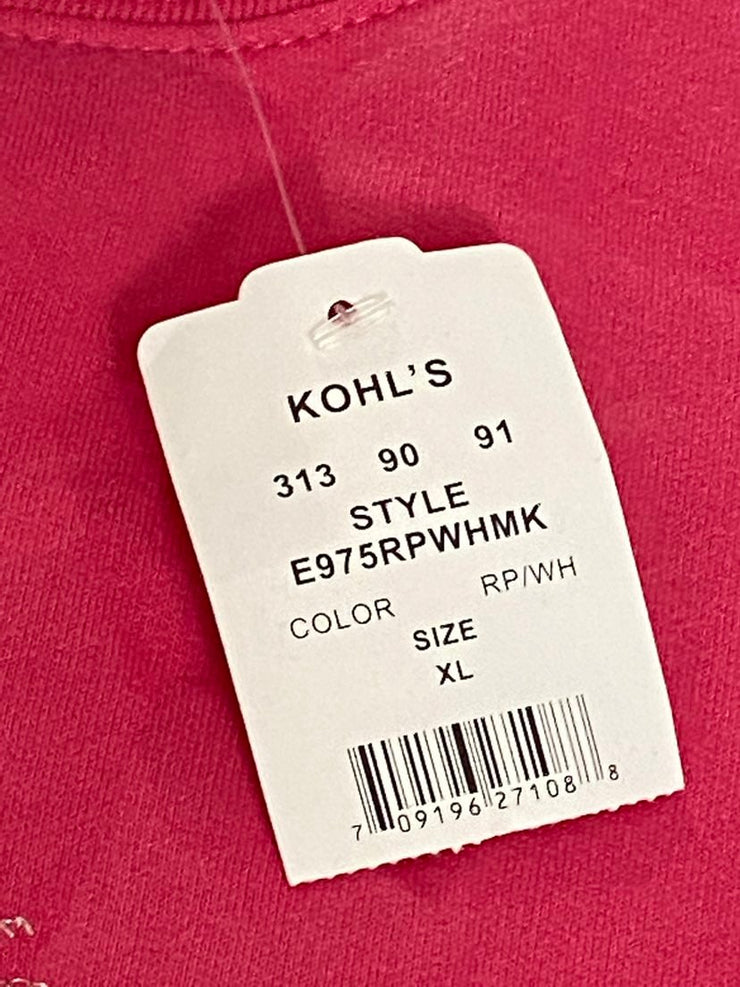 KOHL'S
313 90 91
STYLE
E975RPWHMK
COLOR RP/WH
SIZE
XL
7 09196 27108 8